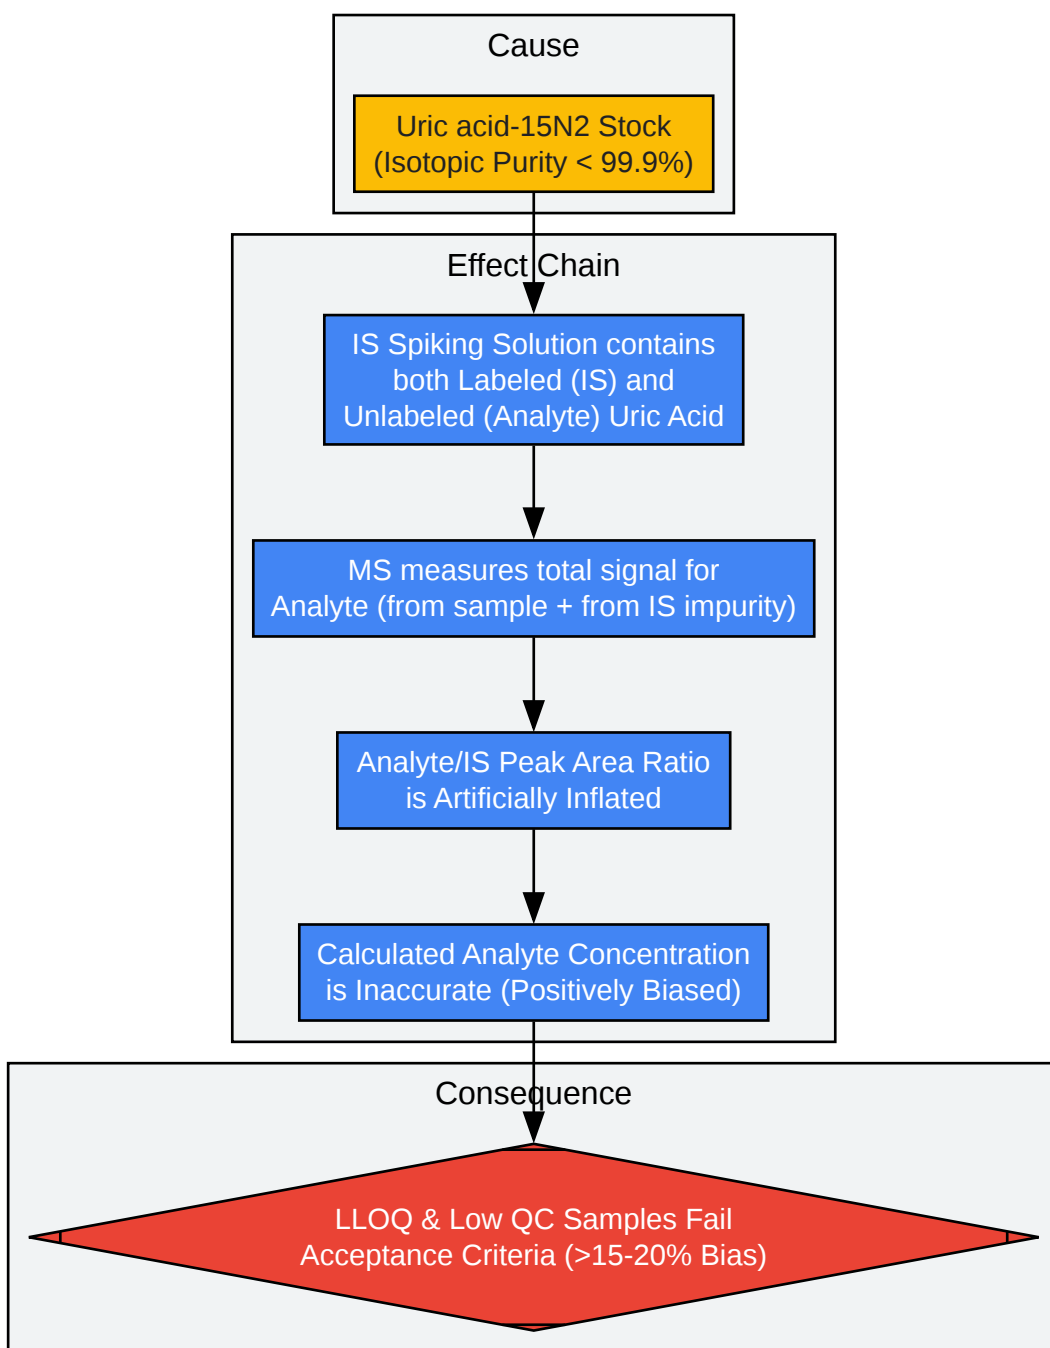 Cause
Uric acid-15N2 Stock
(Isotopic Purity < 99.9%)
Effect Chain
IS Spiking Solution contains
both Labeled (IS) and
Unlabeled (Analyte) Uric Acid
MS measures total signal for
Analyte (from sample + from IS impurity)
Analyte/IS Peak Area Ratio
is Artificially Inflated
Calculated Analyte Concentration
is Inaccurate (Positively Biased)
Consequence
LLOQ & Low QC Samples Fail
Acceptance Criteria (>15-20% Bias)